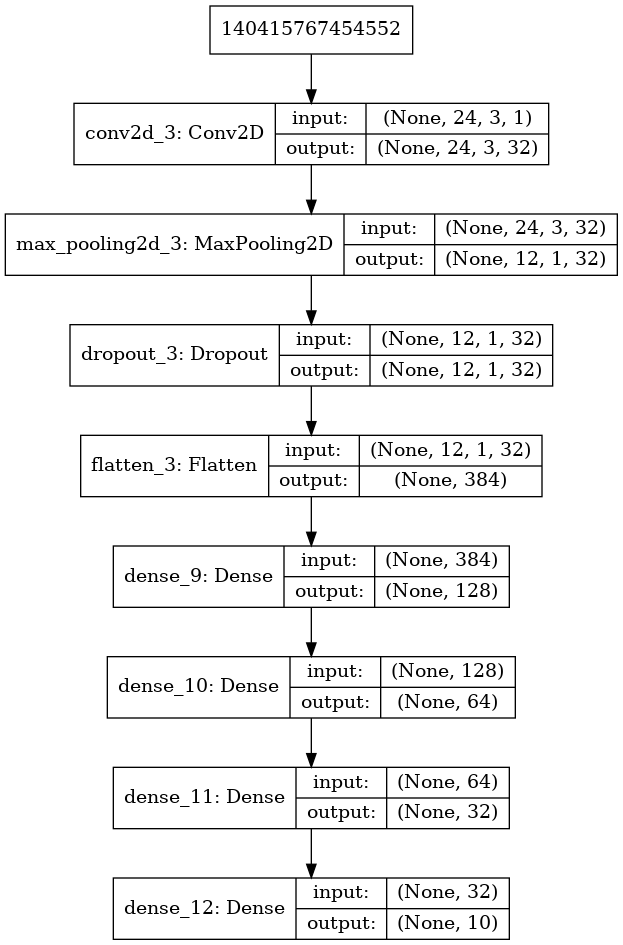 140415767454552
conv2d_3: Conv2D
input:
(None, 24, 3, 1)
output:
(None, 24, 3, 32)
max_pooling2d_3: MaxPooling2D
input:
(None, 24, 3, 32)
output:
(None, 12, 1, 32)
dropout_3: Dropout
input:
(None, 12, 1, 32)
output:
(None, 12, 1, 32)
flatten_3: Flatten
input:
(None, 12, 1, 32)
output:
(None, 384)
dense_9: Dense
input:
(None, 384)
output:
(None, 128)
dense_10: Dense
input:
(None, 128)
output:
(None, 64)
dense_11: Dense
input:
(None, 64)
output:
(None, 32)
dense_12: Dense
input:
(None, 32)
output:
(None, 10)